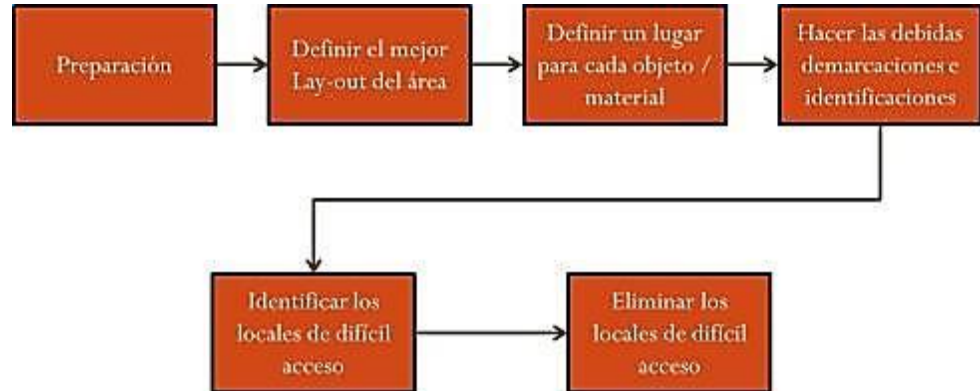 Preparación
Definir el mejor
Lay-out del área
Definir un lugar
para cada objeto /
material
Hacer las debidas
demarcaciones e
identificaciones
Identificar los
locales de difícil
acceso
Eliminar los
locales de difícil
acceso